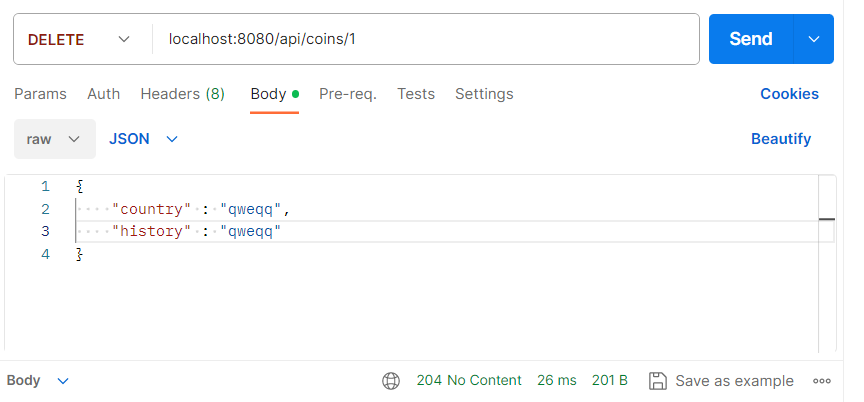 DELETE localhost:8080/api/coins/1 Send
Params Auth Headers (8) Body Pre-req. Tests Settings Cookies
raw JSON Beautify
1 {
2 "country" : "qweqq",
3 "history" : "qweqq"
4 }
Body 204 No Content 26 ms 201 B Save as example